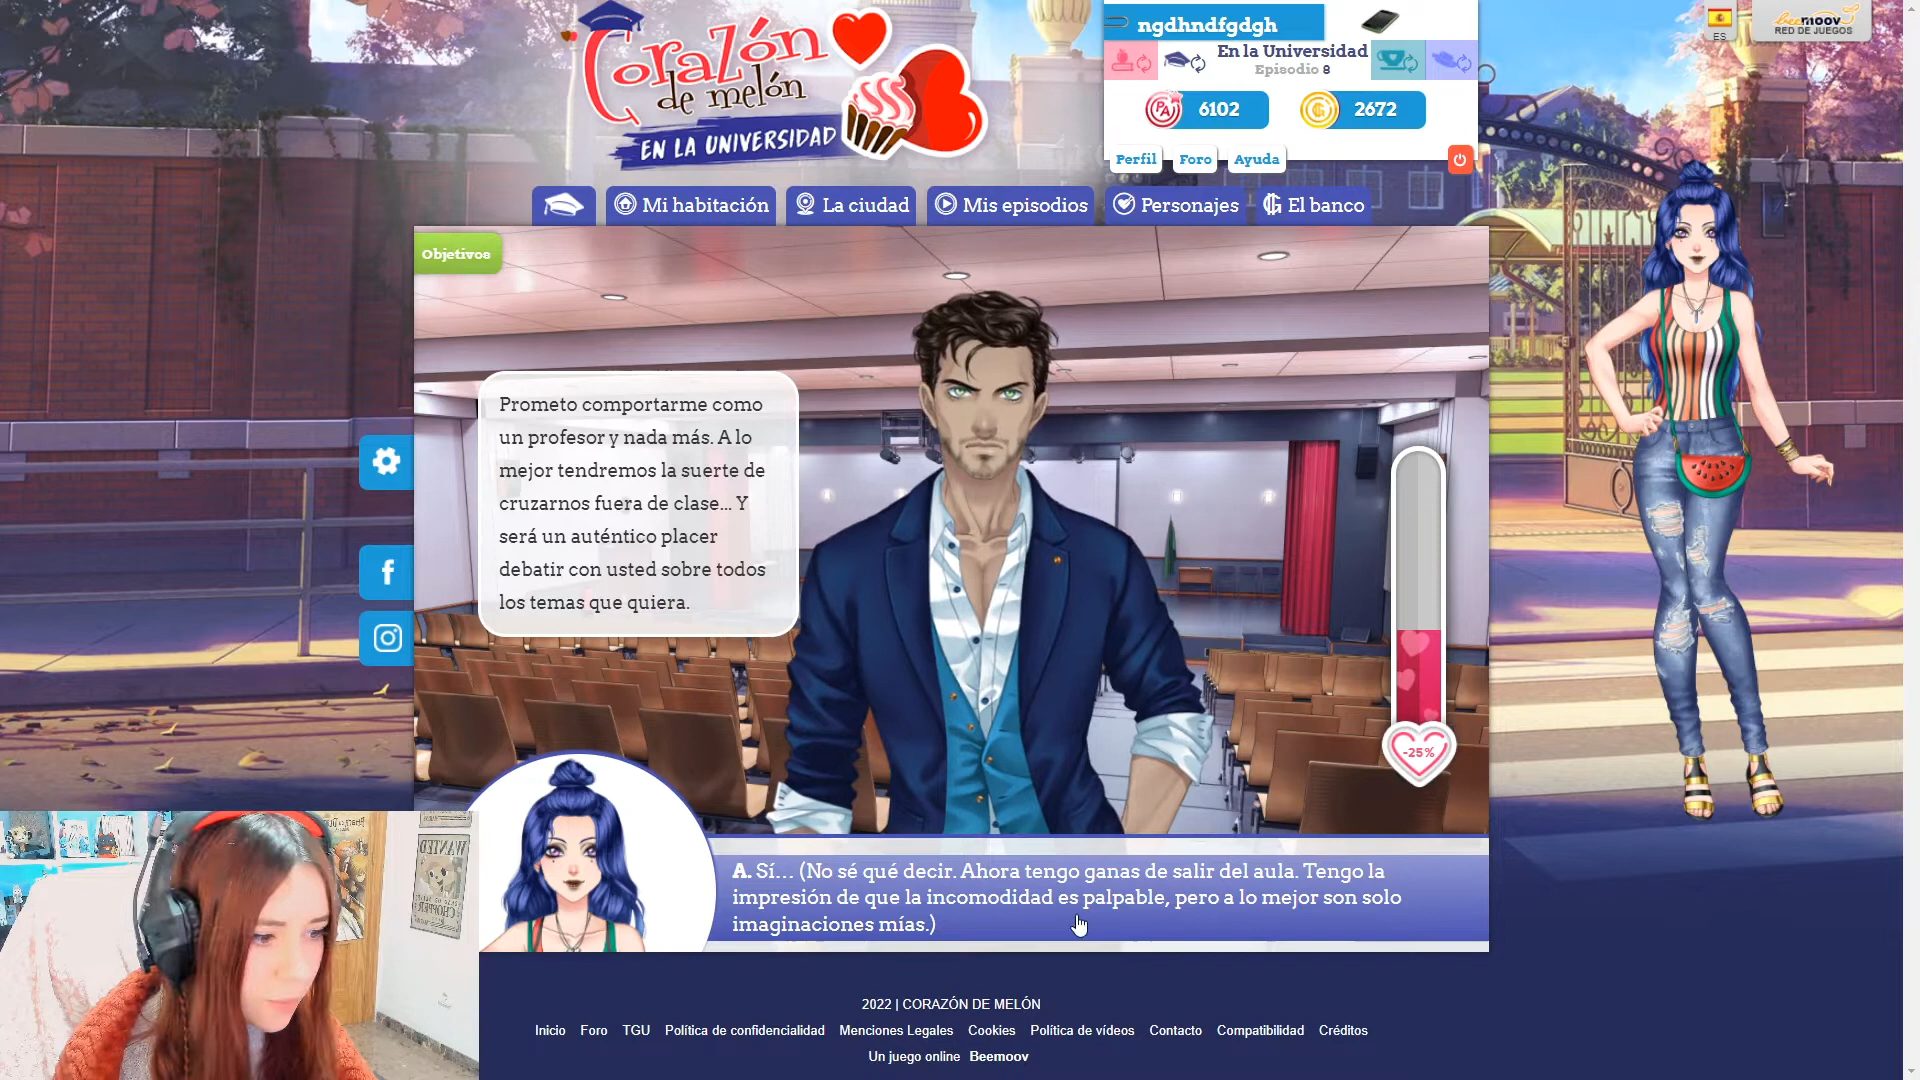 Corazón
de melón
EN LA UNIVERSIDAD
ngdhndfgdgh
En la Universidad
Episodio 8
PA 6102
2672
Perfil Foro Ayuda
ES
beemoov
RED DE JUEGOS
Mi habitación La ciudad Mis episodios Personajes El banco
Objetivos
Prometo comportarme como
un profesor y nada más. A lo
mejor tendremos la suerte de
cruzarnos fuera de clase... Y
será un auténtico placer
debatir con usted sobre todos
los temas que quiera.
-25%
A. Sí... (No sé qué decir. Ahora tengo ganas de salir del aula. Tengo la
impresión de que la incomodidad es palpable, pero a lo mejor son solo
imaginaciones mías.)
WANTED
CHOPPER
2022 | CORAZÓN DE MELÓN
Inicio Foro TGU Política de confidencialidad Menciones Legales Cookies Política de vídeos Contacto Compatibilidad Créditos
Un juego online Beemoov